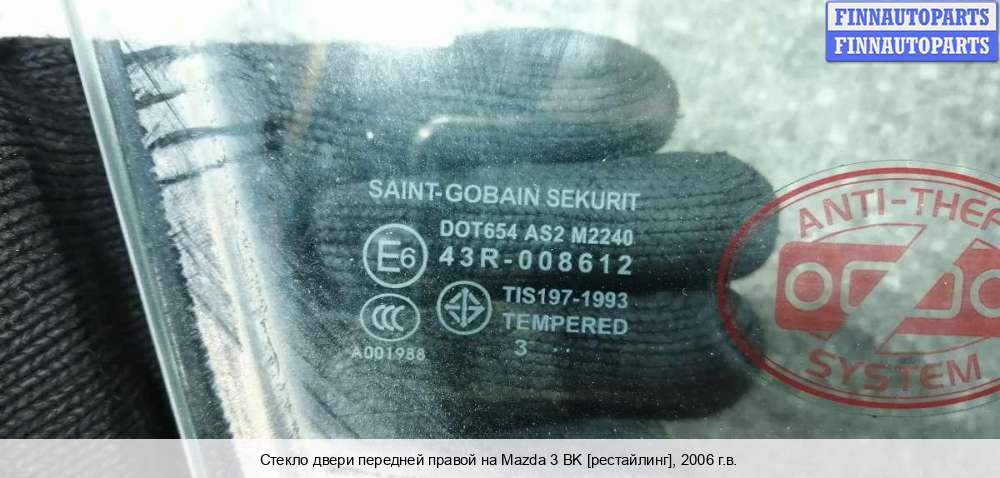 FINNAUTOPARTS
FINNAUTOPARTS
SAINT-GOBAIN SEKURIT
DOT654 AS2 M2240
E6
43R-008612
CCC
TIS197-1993
TEMPERED
A001988
3 ..
ANTI-THEF
SYSTEM
Стекло двери передней правой на Mazda 3 BK [рестайлинг], 2006 г.в.